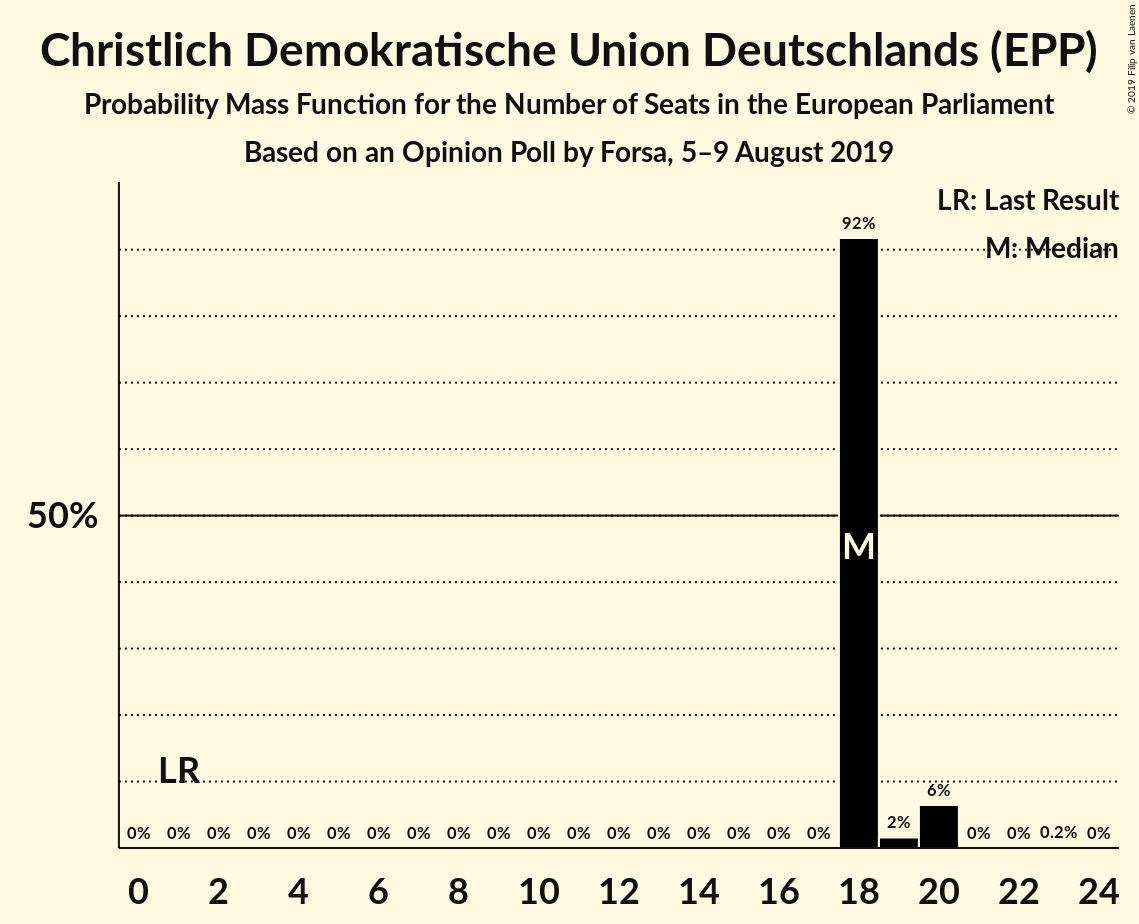 Christlich Demokratische Union Deutschlands (EPP)
Probability Mass Function for the Number of Seats in the European Parliament
Based on an Opinion Poll by Forsa, 5–9 August 2019
© 2019 Filip van Laenen
LR: Last Result
M: Median
92%
50%
M
LR
6%
2%
0% 0% 0% 0% 0% 0% 0% 0% 0% 0% 0% 0% 0% 0% 0% 0% 0% 0% 0% 0% 0.2% 0%
0 2 4 6 8 10 12 14 16 18 20 22 24